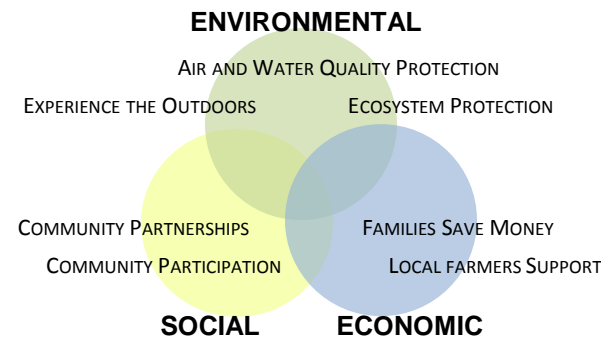 ENVIRONMENTAL
AIR AND WATER QUALITY PROTECTION
EXPERIENCE THE OUTDOORS
ECOSYSTEM PROTECTION
COMMUNITY PARTNERSHIPS
FAMILIES SAVE MONEY
COMMUNITY PARTICIPATION
LOCAL FARMERS SUPPORT
SOCIAL
ECONOMIC